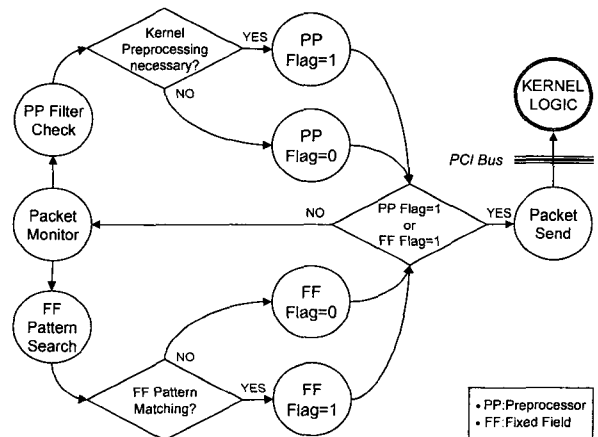 Kernel
Preprocessing
necessary?
YES
NO
PP
Flag=1
PP
Flag=0
PP Filter
Check
KERNEL
LOGIC
PCI Bus
Packet
Monitor
NO
PP Flag=1
or
FF Flag=1
YES
Packet
Send
FF
Pattern
Search
FF
Flag=0
NO
FF Pattern
Matching?
YES
FF
Flag=1
• PP:Preprocessor
• FF:Fixed Field